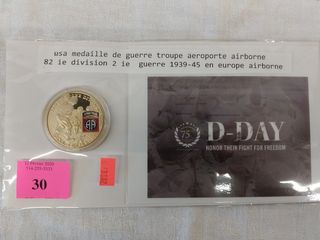 usa medaille de guerre troupe aeroporte airborne
82 ie division 2 ie guerre 1939-45 en europe airborne
75
D-DAY
HONOR THEIR FIGHT FOR FREEDOM
30